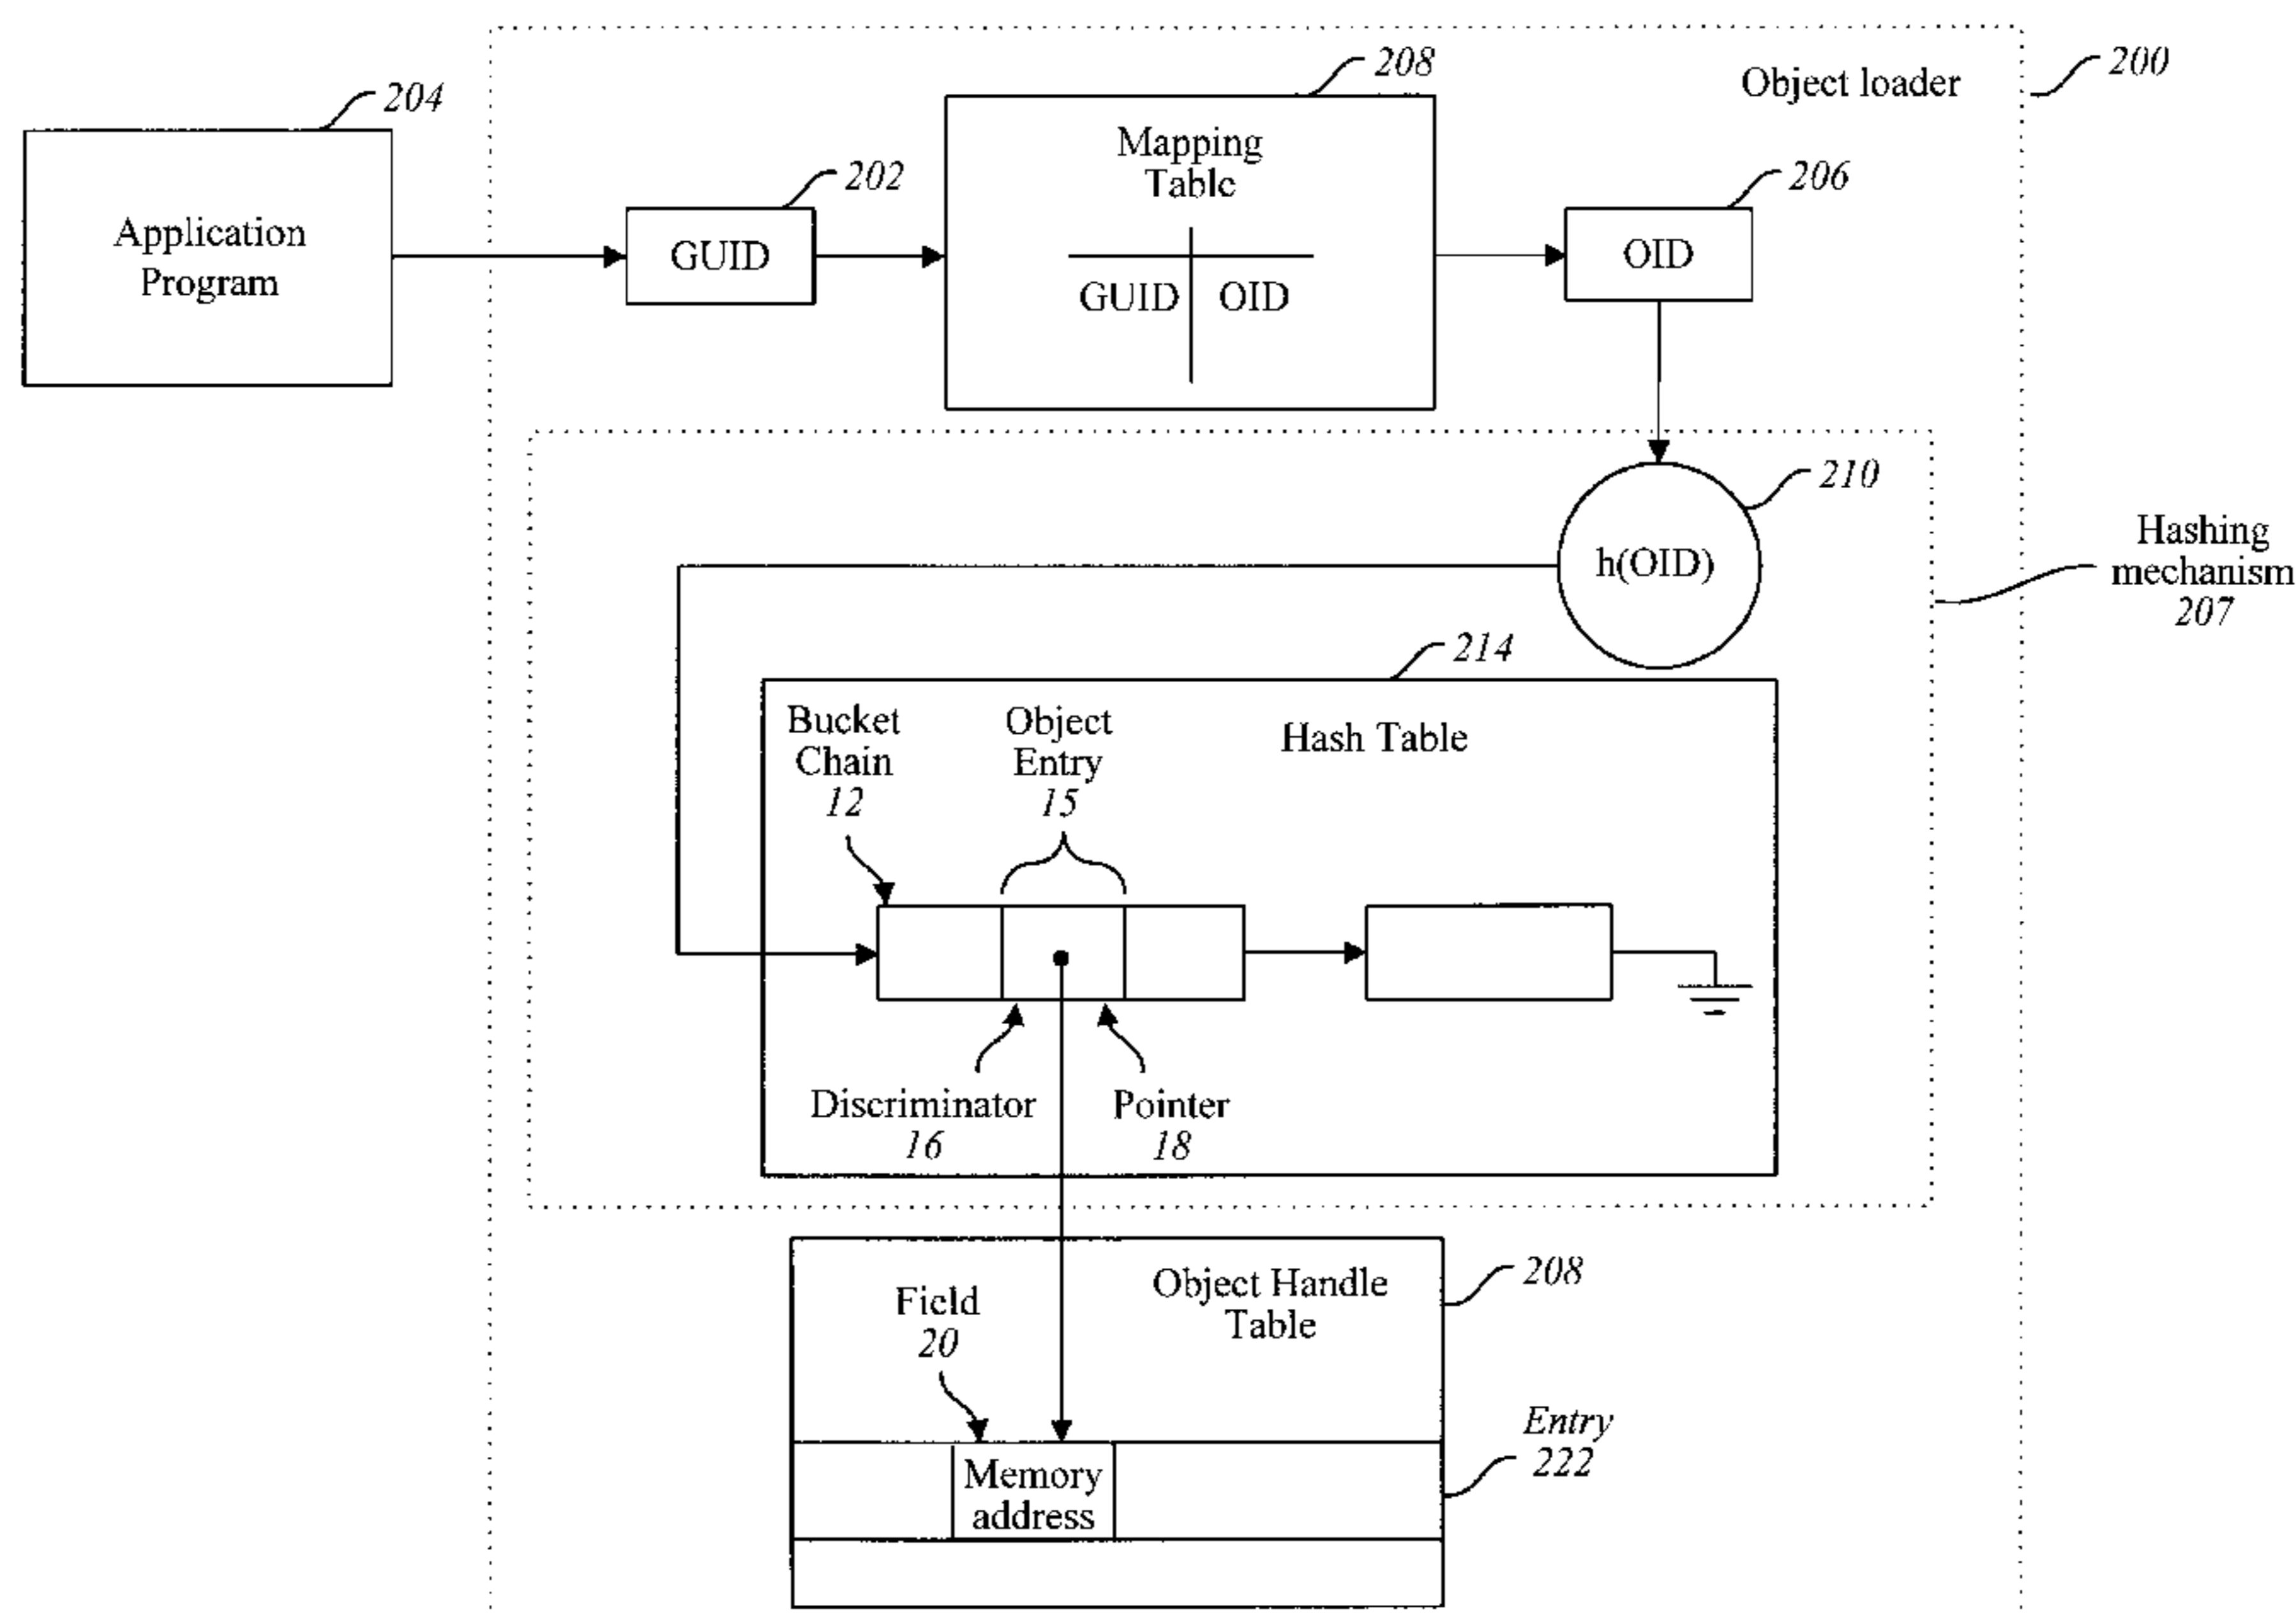 200
Object loader
208
204
Mapping
Table
202
206
Application
Program
GUID
OID
GUID
OID
210
h(OID)
Hashing
mechanism
207
214
Bucket
Chain
12
Object
Entry
15
Hash Table
Discriminator
16
Pointer
18
208
Object Handle
Table
Field
20
Entry
222
Memory
address